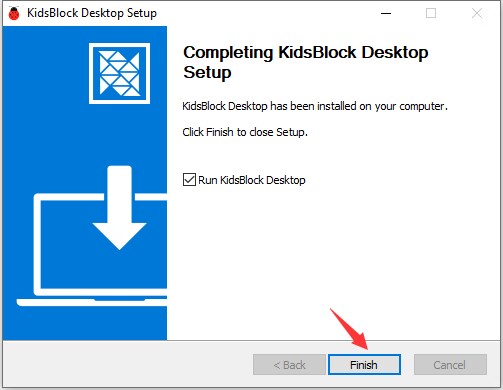 KidsBlock Desktop Setup
Completing KidsBlock Desktop
Setup
KidsBlock Desktop has been installed on your computer.
Click Finish to close Setup.
Run KidsBlock Desktop
< Back
Finish
Cancel